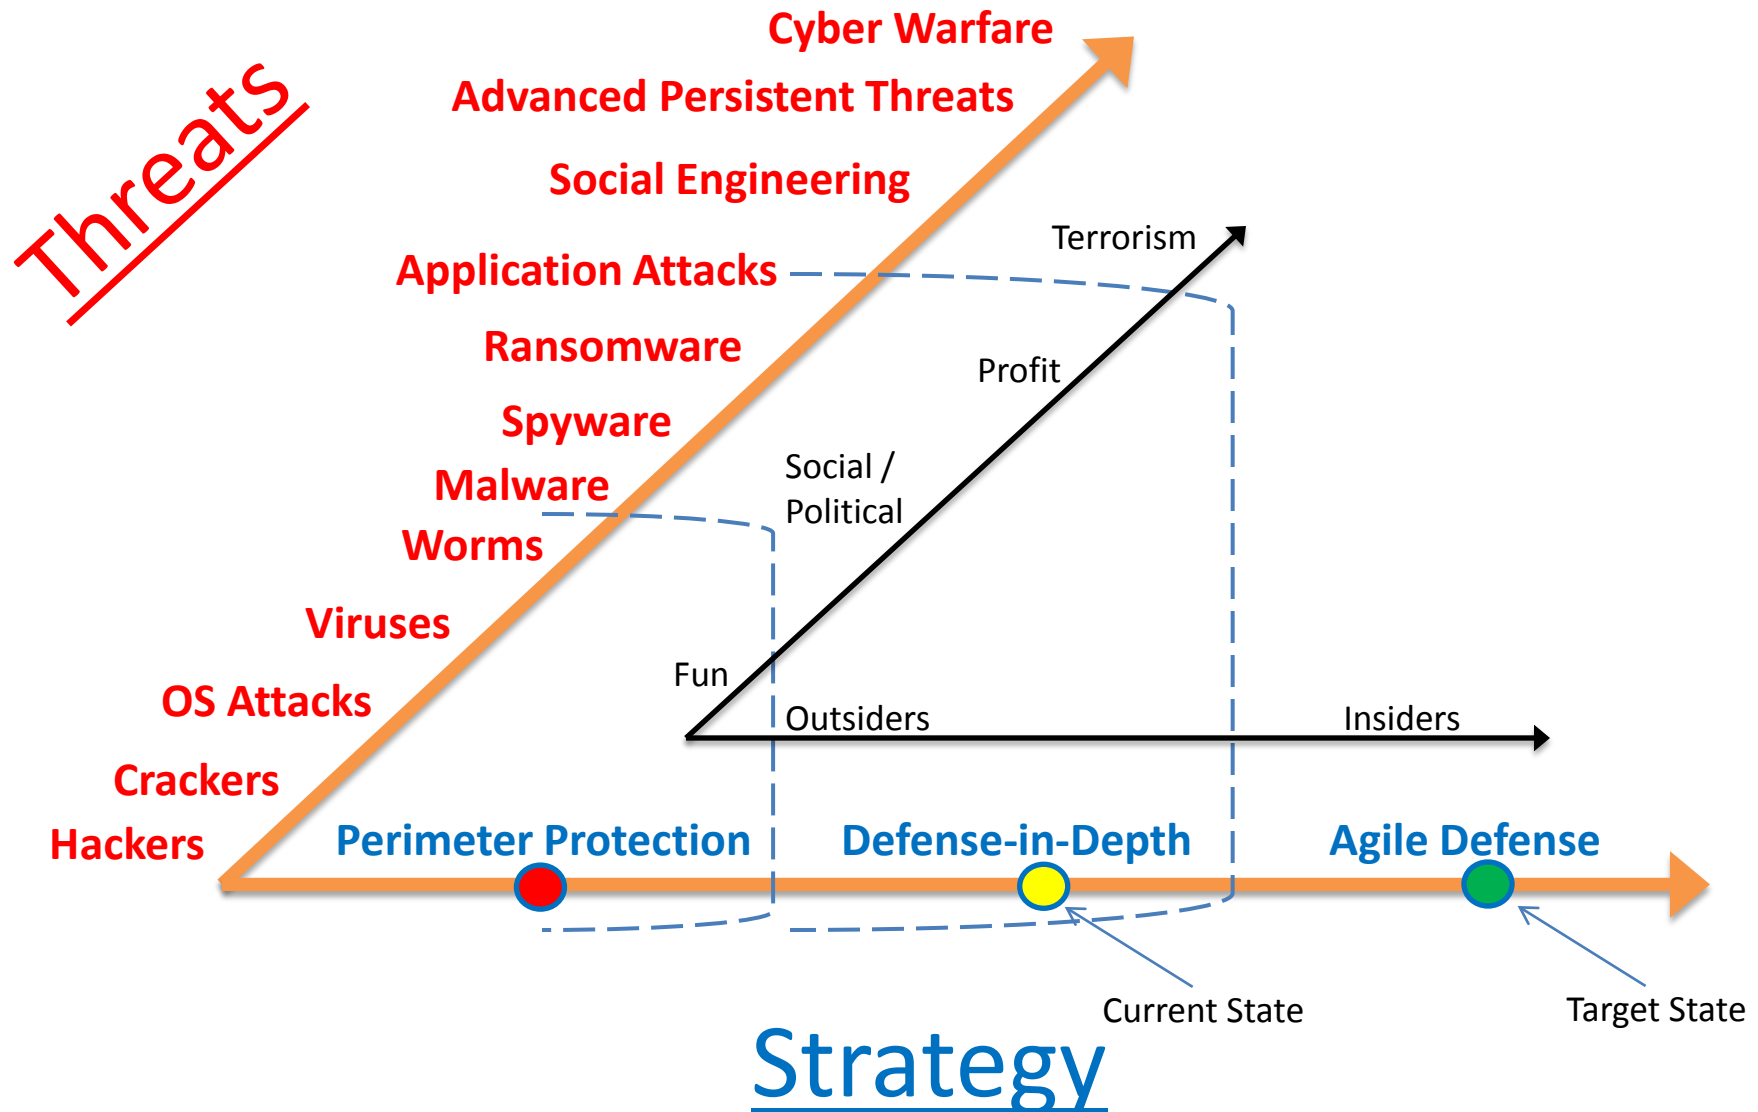 Threats
Cyber Warfare
Advanced Persistent Threats
Social Engineering
Application Attacks
Ransomware
Spyware
Malware
Worms
Viruses
OS Attacks
Crackers
Hackers
Terrorism
Profit
Social /
Political
Fun
Outsiders
Insiders
Perimeter Protection
Defense-in-Depth
Agile Defense
Current State
Target State
Strategy